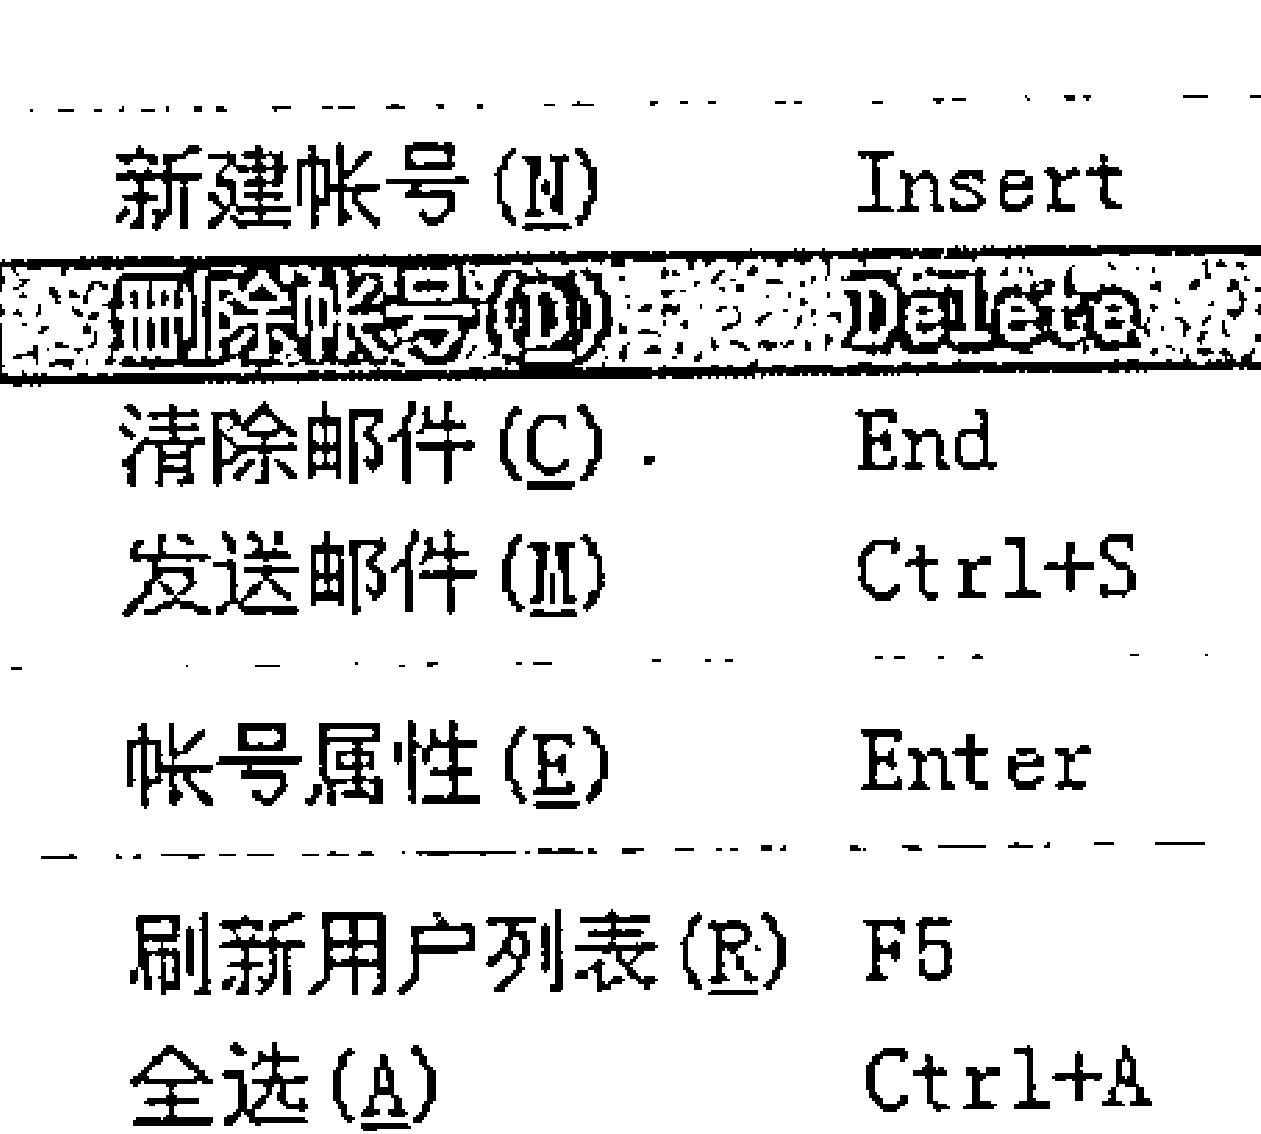 新建帐号(N) Insert
删除帐号(D) Delete
清除邮件(C) End
发送邮件(M) Ctrl+S
帐号属性(E) Enter
刷新用户列表(R) F5
全选(A) Ctrl+A